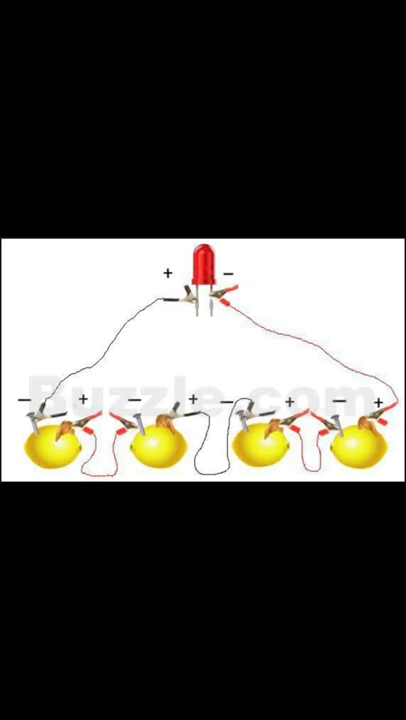 + −
Buzzle.com
− + − + − + − +